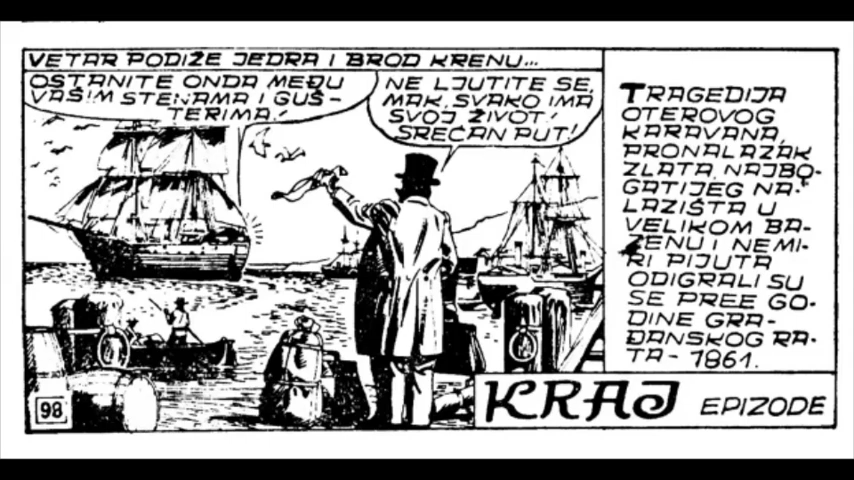 VETAR PODIŽE JEDRA I BROD KRENU...
OSTANITE ONDA MEĐU
VAŠIM STENAMA I GUŠ-
TERIMA!
NE LJUTITE SE,
MAK. SVAKO IMA
SVOJ ŽIVOT!
SREĆAN PUT!
TRAGEDIJA
OTEROVOG
KARAVANA,
PRONALAZAK
ZLATA, NAJBO-
GATIJEG NA-
LAZIŠTA U
VELIKOM BA-
ZENU I NEMI-
RI PIJUTA
ODIGRALI SU
SE PREE GO-
DINE GRA-
ĐANSKOG RA-
TA - 1861.
98
KRAJ EPIZODE